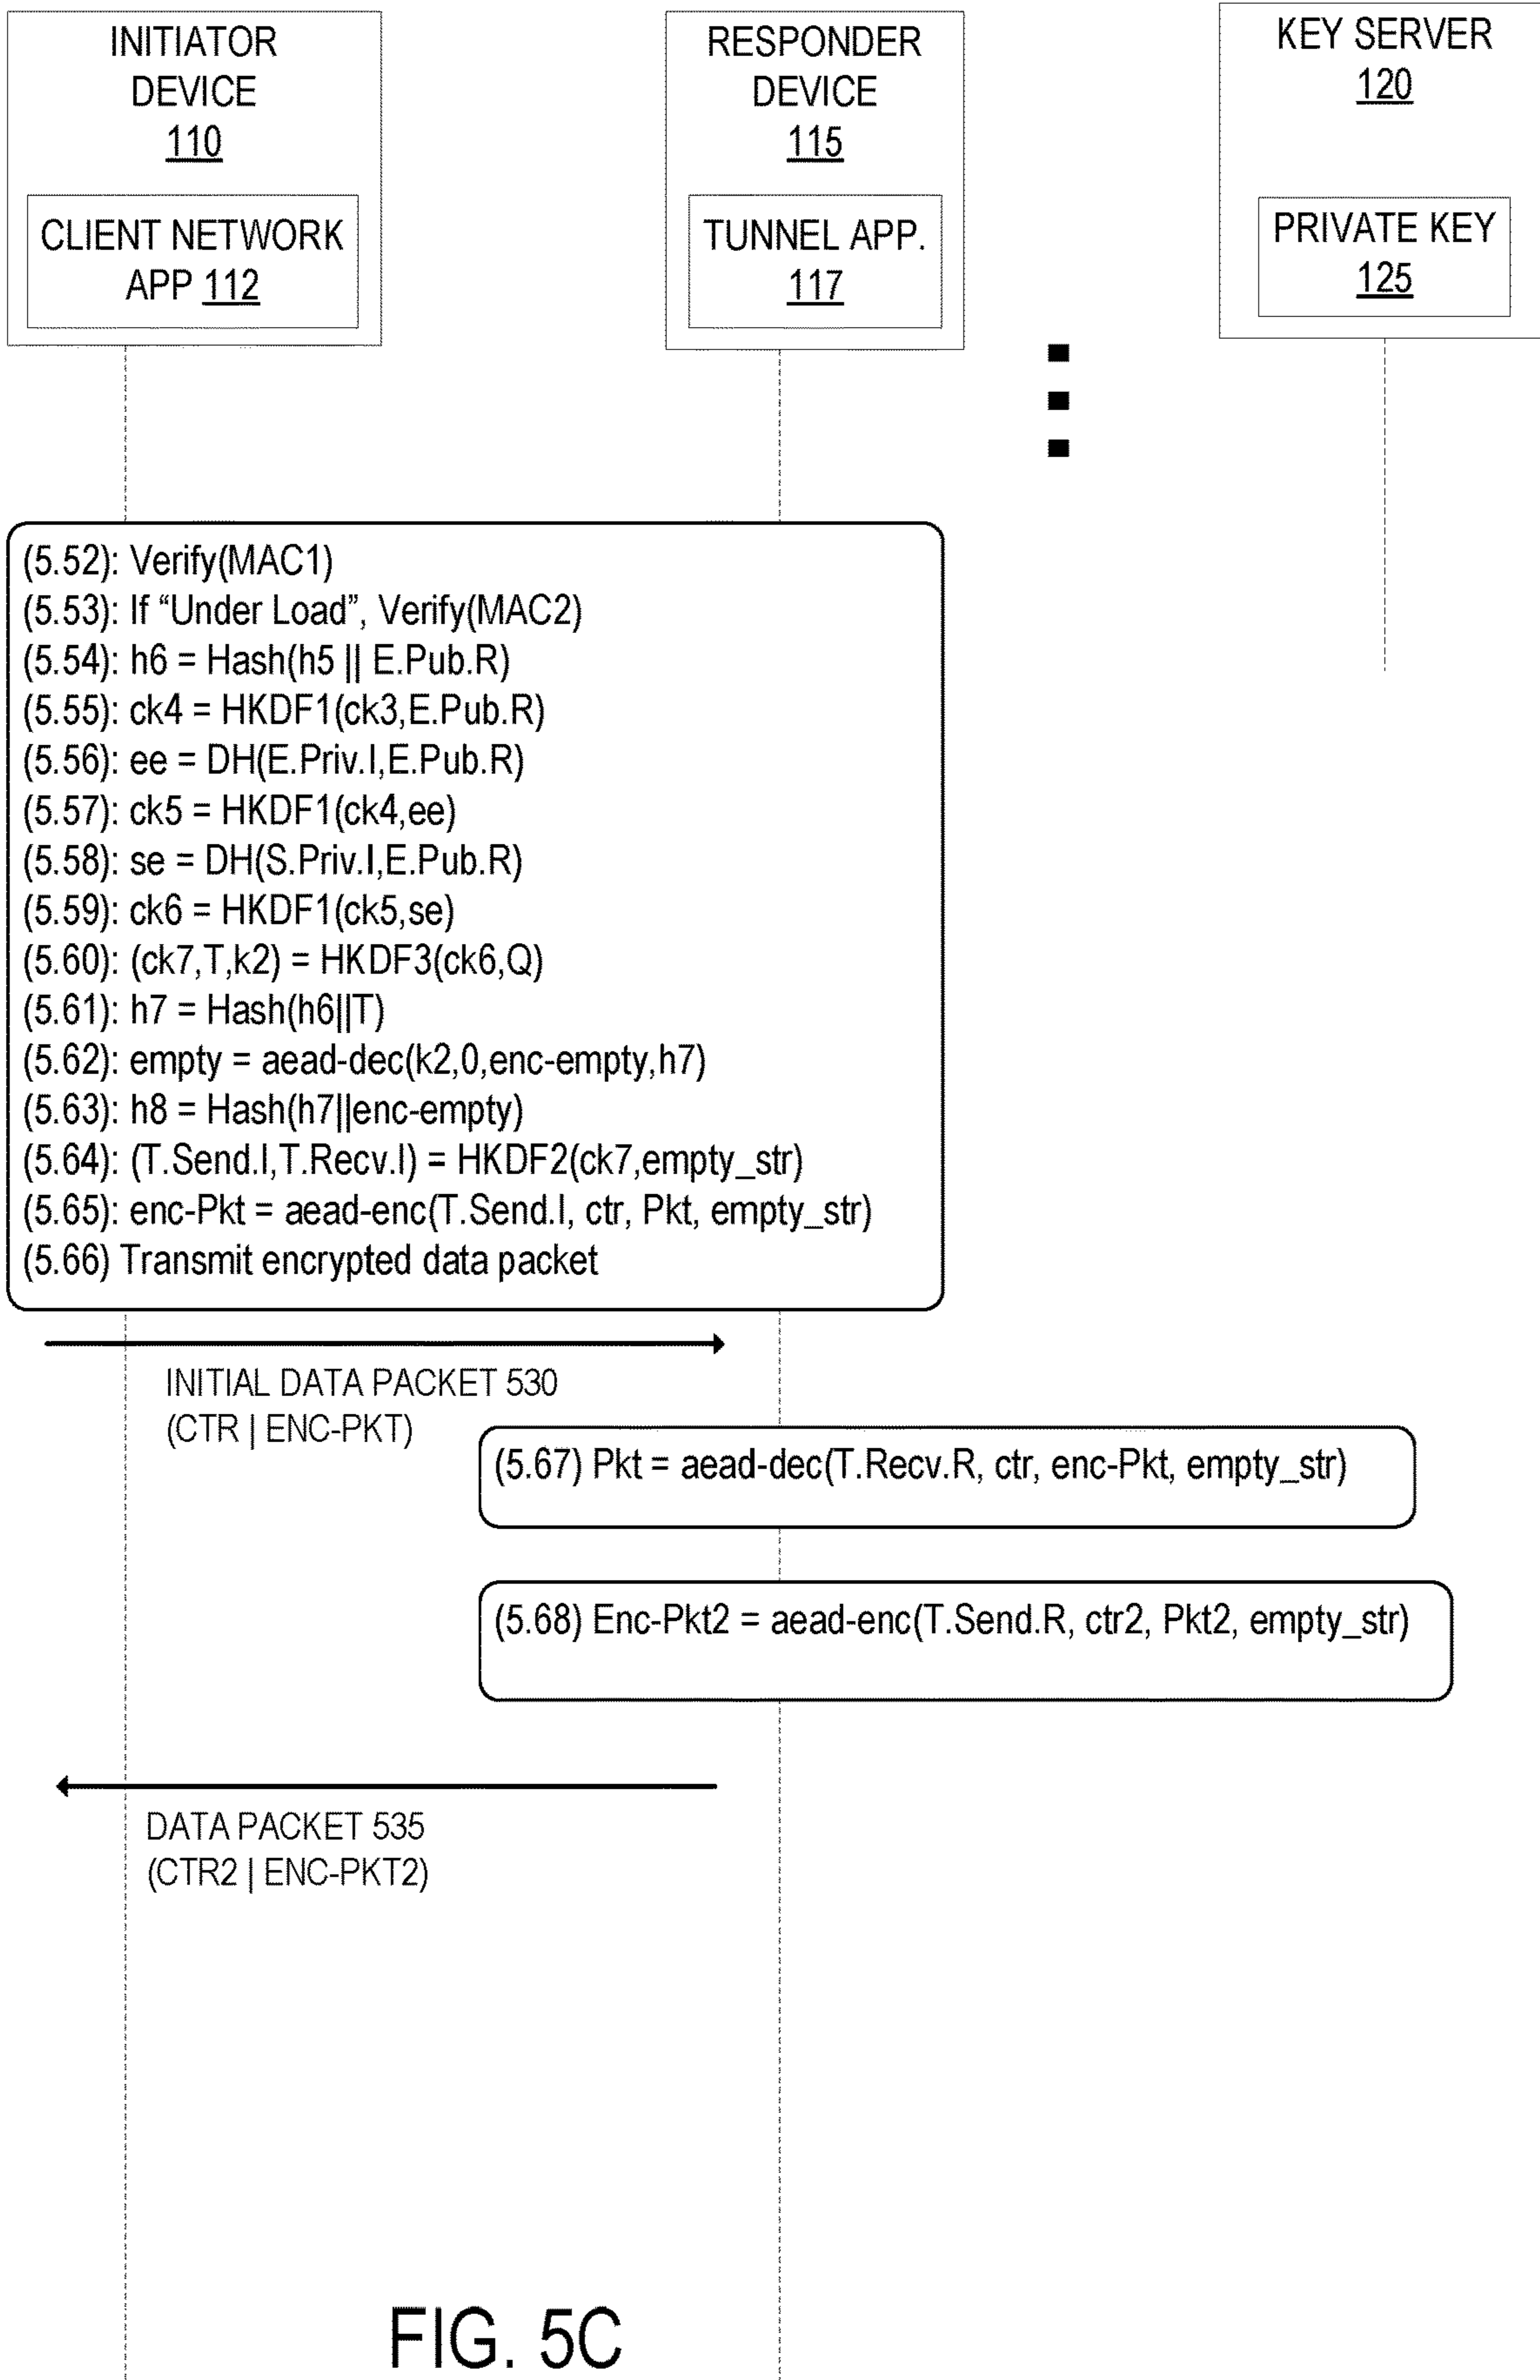 INITIATOR
DEVICE
110
CLIENT NETWORK
APP 112
RESPONDER
DEVICE
115
TUNNEL APP.
117
KEY SERVER
120
PRIVATE KEY
125
(5.52): Verify(MAC1)
(5.53): If “Under Load”, Verify(MAC2)
(5.54): h6 = Hash(h5 || E.Pub.R)
(5.55): ck4 = HKDF1(ck3,E.Pub.R)
(5.56): ee = DH(E.Priv.I,E.Pub.R)
(5.57): ck5 = HKDF1(ck4,ee)
(5.58): se = DH(S.Priv.I,E.Pub.R)
(5.59): ck6 = HKDF1(ck5,se)
(5.60): (ck7,T,k2) = HKDF3(ck6,Q)
(5.61): h7 = Hash(h6||T)
(5.62): empty = aead-dec(k2,0,enc-empty,h7)
(5.63): h8 = Hash(h7||enc-empty)
(5.64): (T.Send.I,T.Recv.I) = HKDF2(ck7,empty_str)
(5.65): enc-Pkt = aead-enc(T.Send.I, ctr, Pkt, empty_str)
(5.66) Transmit encrypted data packet
INITIAL DATA PACKET 530
(CTR | ENC-PKT)
(5.67) Pkt = aead-dec(T.Recv.R, ctr, enc-Pkt, empty_str)
(5.68) Enc-Pkt2 = aead-enc(T.Send.R, ctr2, Pkt2, empty_str)
DATA PACKET 535
(CTR2 | ENC-PKT2)
FIG. 5C